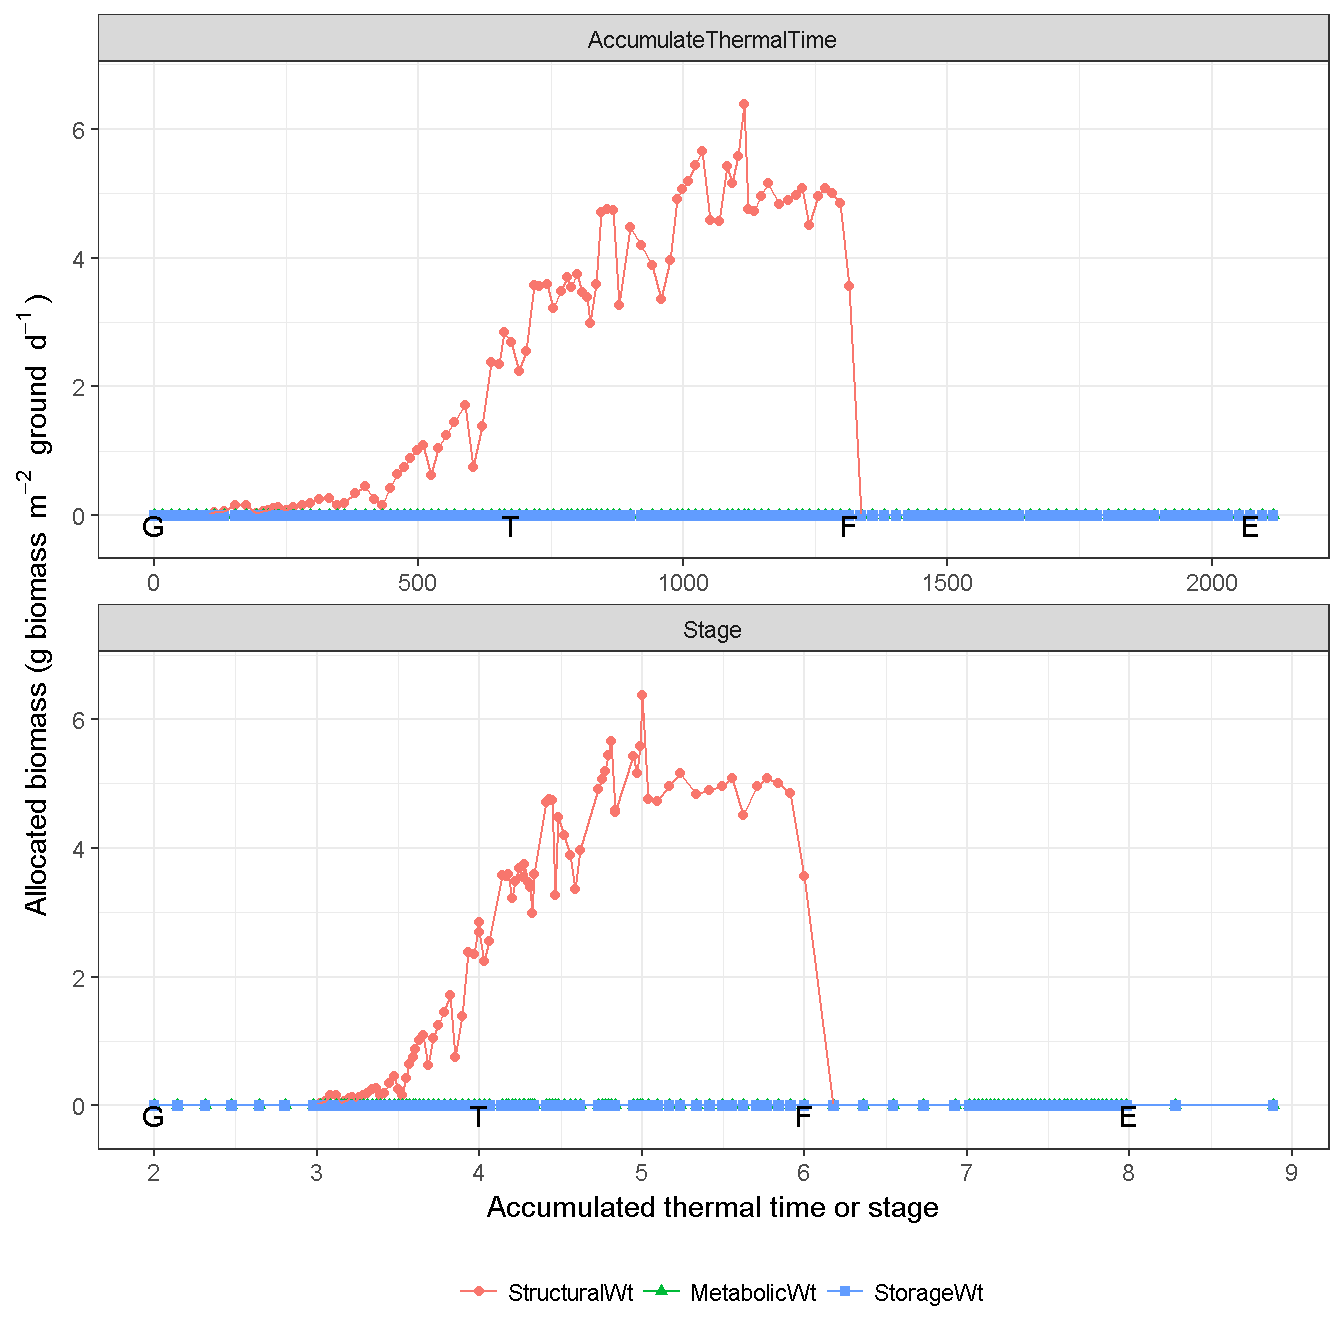 AccumulateThermalTime
6
4
2
0
G T F E
0 500 1000 1500 2000
Stage
6
4
2
0
G T F E
2 3 4 5 6 7 8 9
Allocated biomass (g biomass m⁻² ground d⁻¹)
Accumulated thermal time or stage
StructuralWt MetabolicWt StorageWt